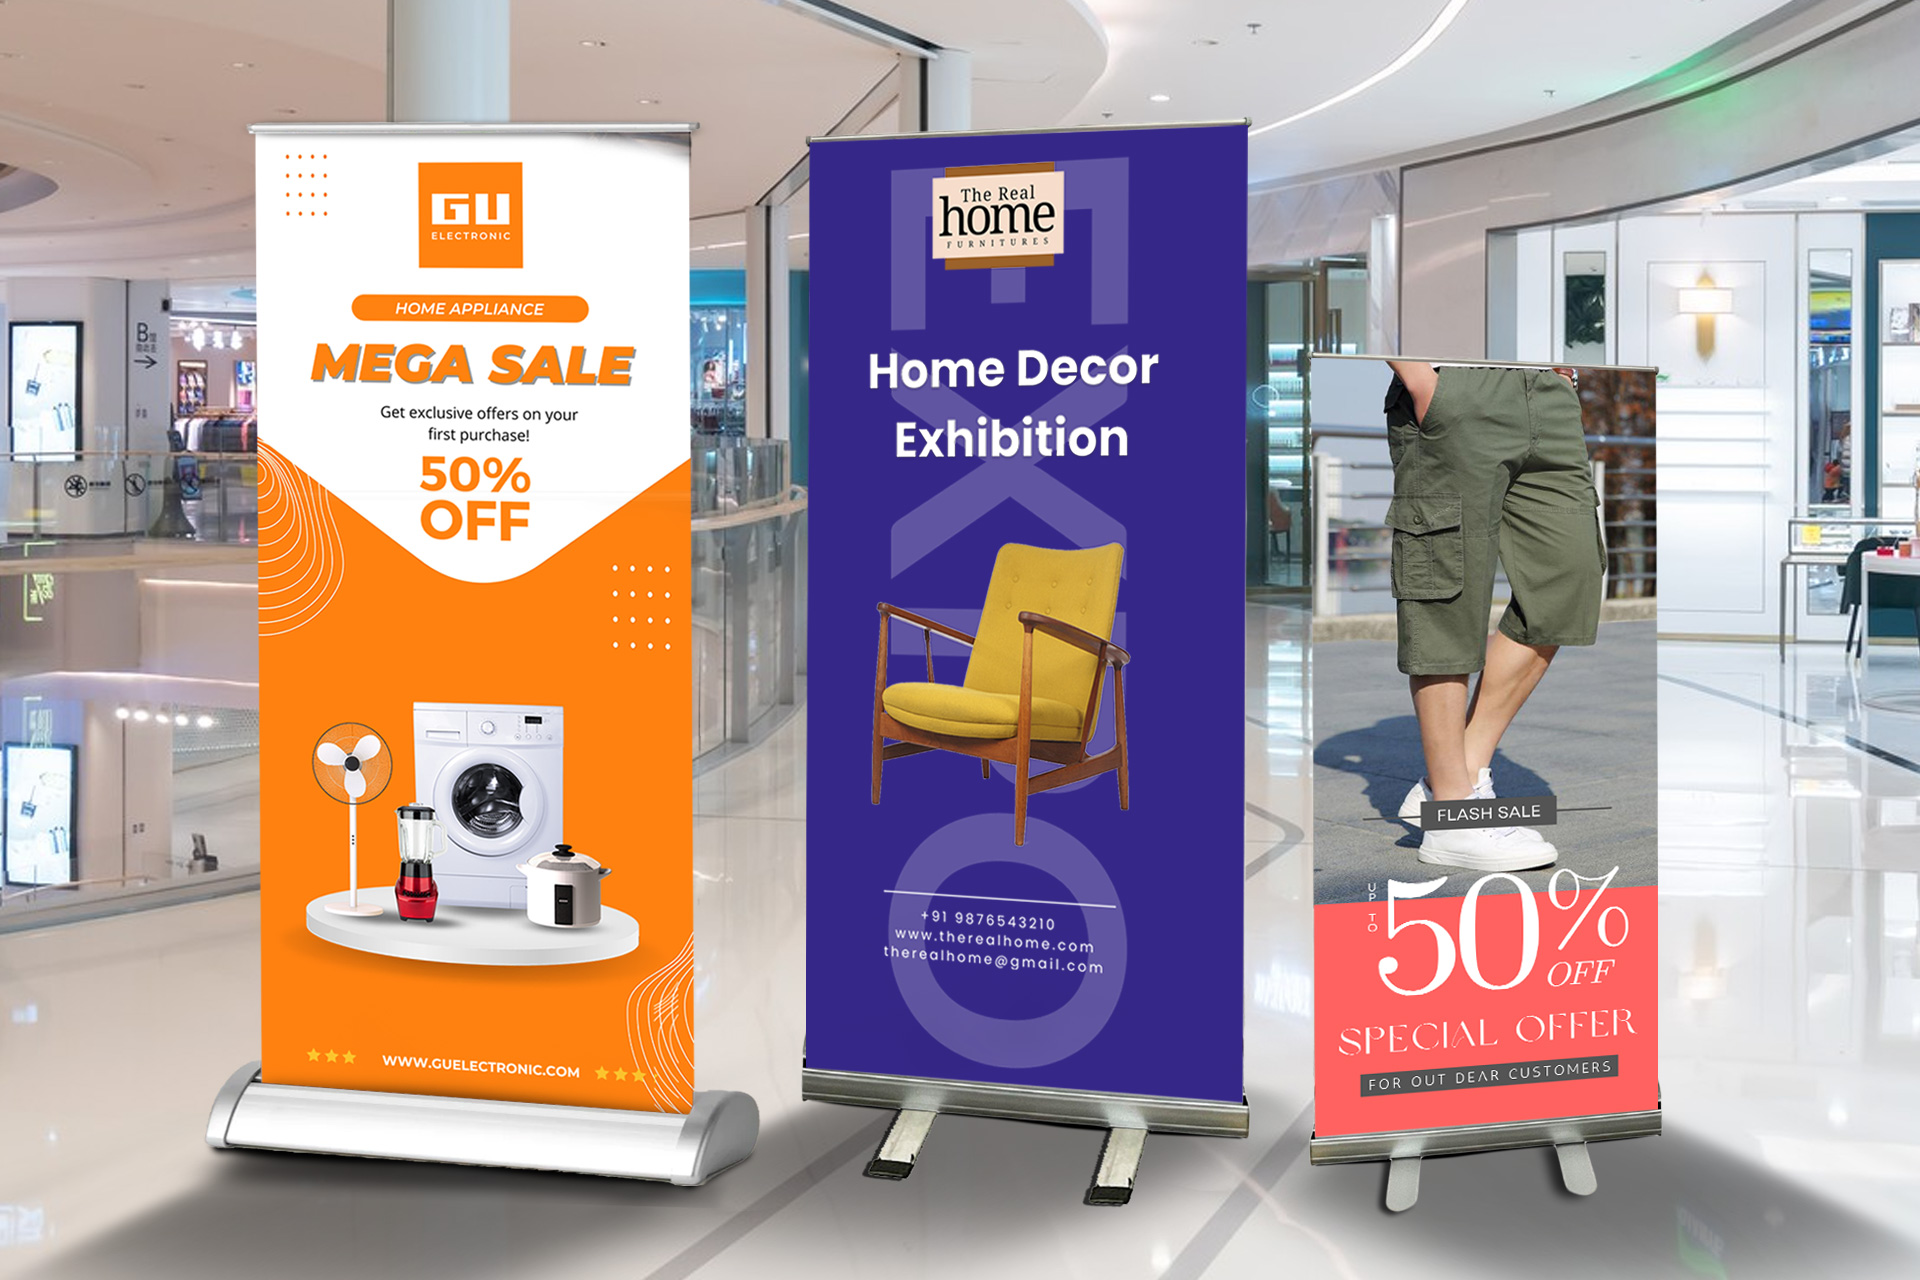 GU
ELECTRONIC
HOME APPLIANCE
MEGA SALE
Get exclusive offers on your
first purchase!
50%
OFF
WWW.GUELECTRONIC.COM
EXPO
The Real
home
FURNITURES
Home Decor
Exhibition
+91 9876543210
www.therealhome.com
therealhome@gmail.com
FLASH SALE
UP TO
50%
OFF
SPECIAL OFFER
FOR OUT DEAR CUSTOMERS
B